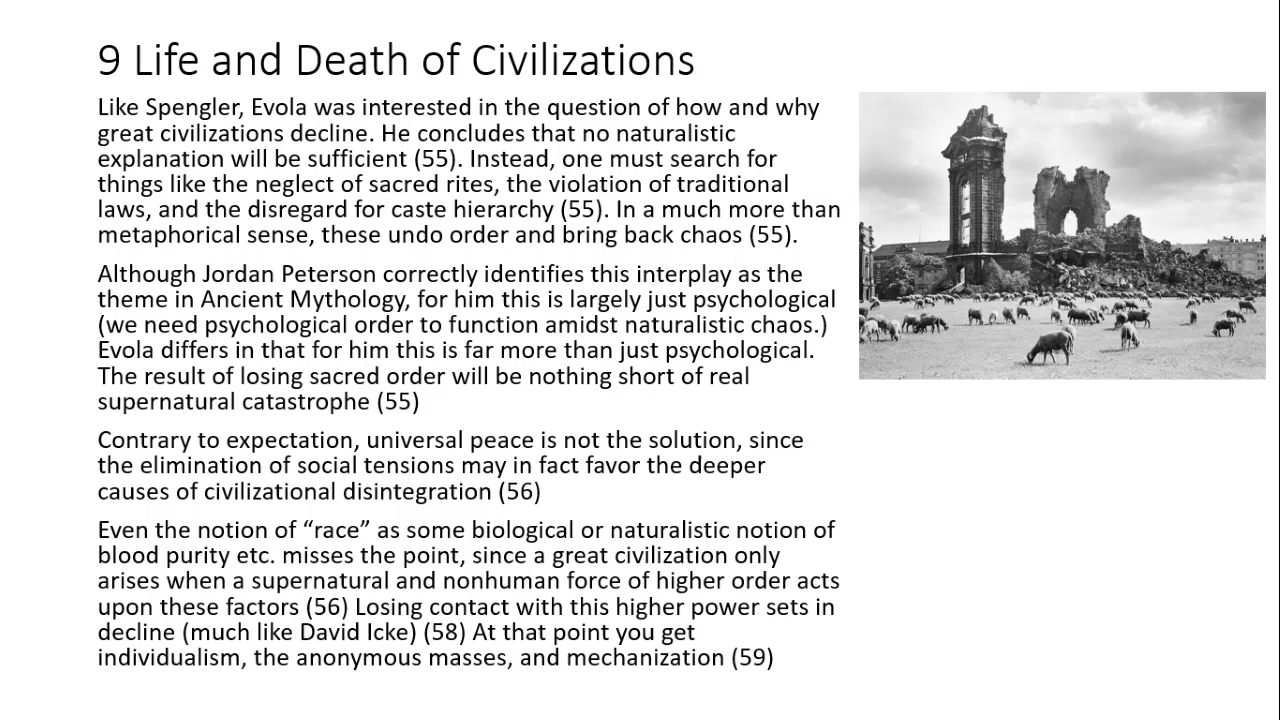 9 Life and Death of Civilizations
Like Spengler, Evola was interested in the question of how and why
great civilizations decline. He concludes that no naturalistic
explanation will be sufficient (55). Instead, one must search for
things like the neglect of sacred rites, the violation of traditional
laws, and the disregard for caste hierarchy (55). In a much more than
metaphorical sense, these undo order and bring back chaos (55).
Although Jordan Peterson correctly identifies this interplay as the
theme in Ancient Mythology, for him this is largely just psychological
(we need psychological order to function amidst naturalistic chaos.)
Evola differs in that for him this is far more than just psychological.
The result of losing sacred order will be nothing short of real
supernatural catastrophe (55)
Contrary to expectation, universal peace is not the solution, since
the elimination of social tensions may in fact favor the deeper
causes of civilizational disintegration (56)
Even the notion of “race” as some biological or naturalistic notion of
blood purity etc. misses the point, since a great civilization only
arises when a supernatural and nonhuman force of higher order acts
upon these factors (56) Losing contact with this higher power sets in
decline (much like David Icke) (58) At that point you get
individualism, the anonymous masses, and mechanization (59)